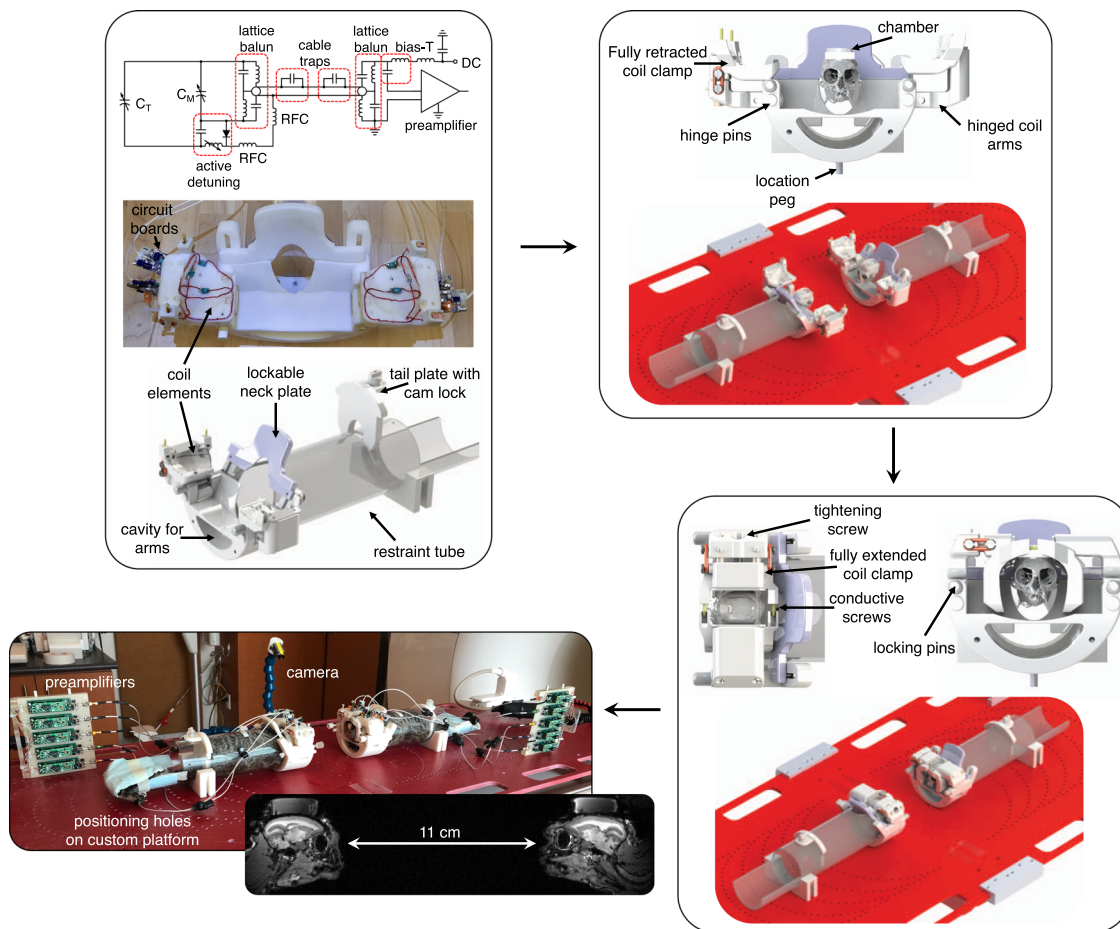 lattice
balun
cable
traps
lattice
balun
bias-T
DC
C_T
C_M
RFC
preamplifier
RFC
active
detuning
circuit
boards
coil
elements
lockable
neck plate
tail plate with
cam lock
cavity for
arms
restraint tube
chamber
Fully retracted
coil clamp
hinge pins
hinged coil
arms
location
peg
tightening
screw
fully extended
coil clamp
conductive
screws
locking pins
preamplifiers
camera
positioning holes
on custom platform
11 cm